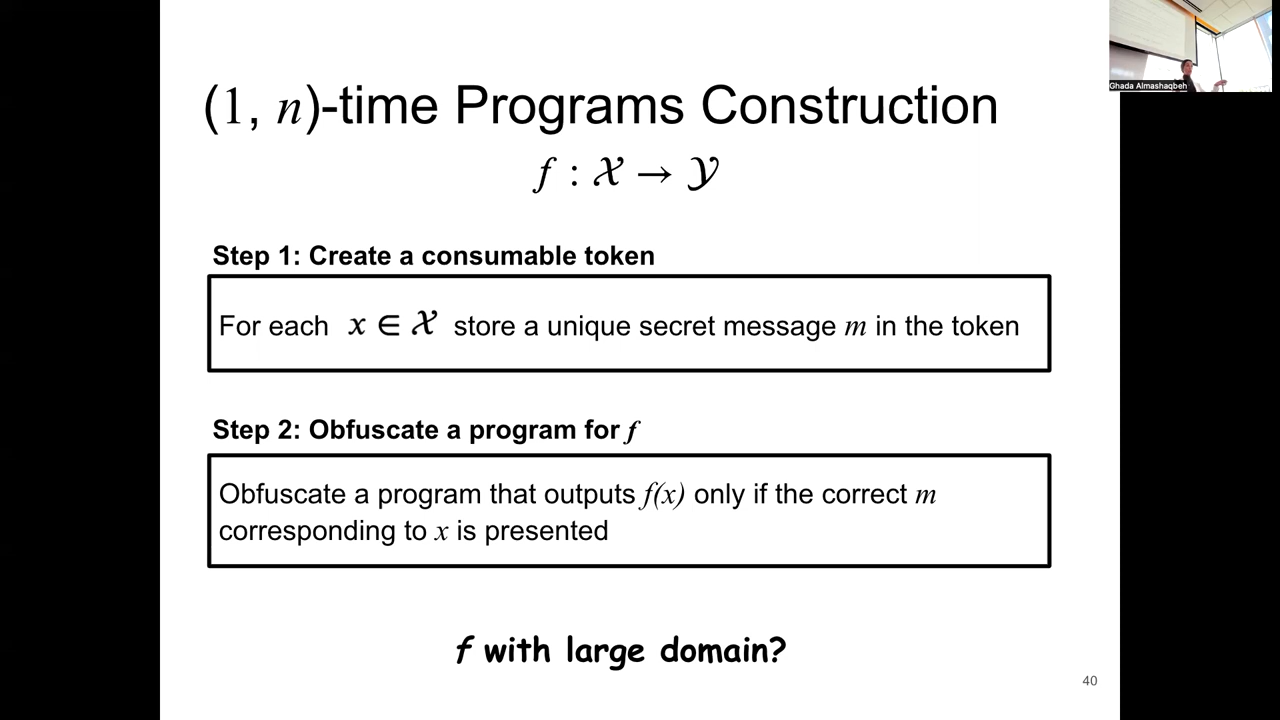 Ghada Almashaqbeh
(1, n)-time Programs Construction
f : 𝒳 → 𝒴
Step 1: Create a consumable token
For each x ∈ 𝒳 store a unique secret message m in the token
Step 2: Obfuscate a program for f
Obfuscate a program that outputs f(x) only if the correct m
corresponding to x is presented
f with large domain?
40